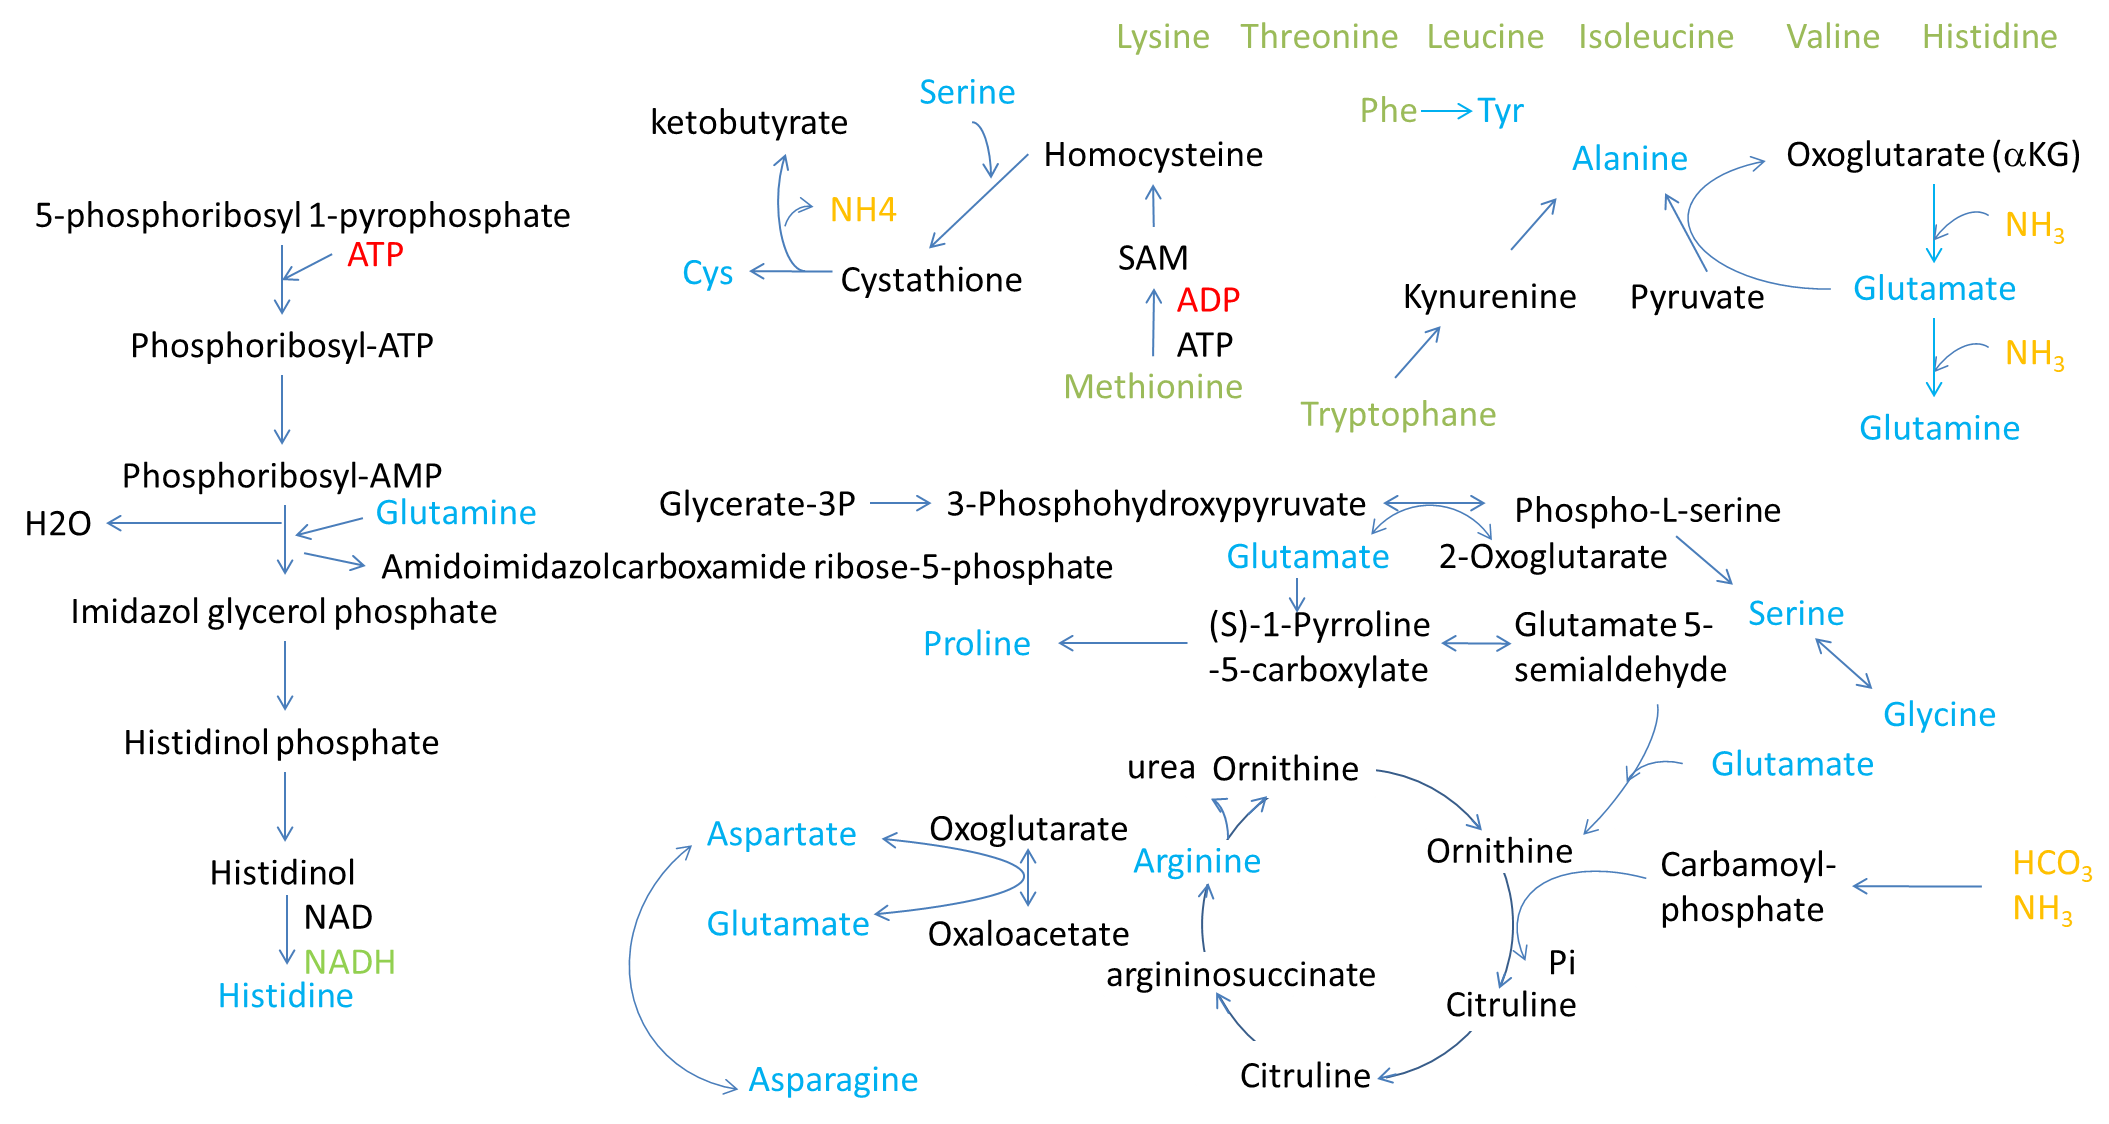 Lysine Threonine Leucine Isoleucine Valine Histidine
Serine
ketobutyrate
Phe Tyr
Homocysteine
Alanine
Oxoglutarate (αKG)
5-phosphoribosyl 1-pyrophosphate
NH4
NH3
ATP
SAM
Cys
Cystathione
ADP
Kynurenine
Pyruvate
Glutamate
Phosphoribosyl-ATP
ATP
NH3
Methionine
Tryptophane
Glutamine
Phosphoribosyl-AMP
Glycerate-3P
3-Phosphohydroxypyruvate
Phospho-L-serine
H2O
Glutamine
Amidoimidazolcarboxamide ribose-5-phosphate
Glutamate
2-Oxoglutarate
Imidazol glycerol phosphate
Proline
(S)-1-Pyrroline
-5-carboxylate
Glutamate 5-
semialdehyde
Serine
Glycine
Histidinol phosphate
urea Ornithine
Glutamate
Aspartate
Oxoglutarate
Arginine
Ornithine
Carbamoyl-
phosphate
HCO3
NH3
Histidinol
NAD
NADH
Histidine
Glutamate
Oxaloacetate
argininosuccinate
Pi
Citruline
Citruline
Asparagine